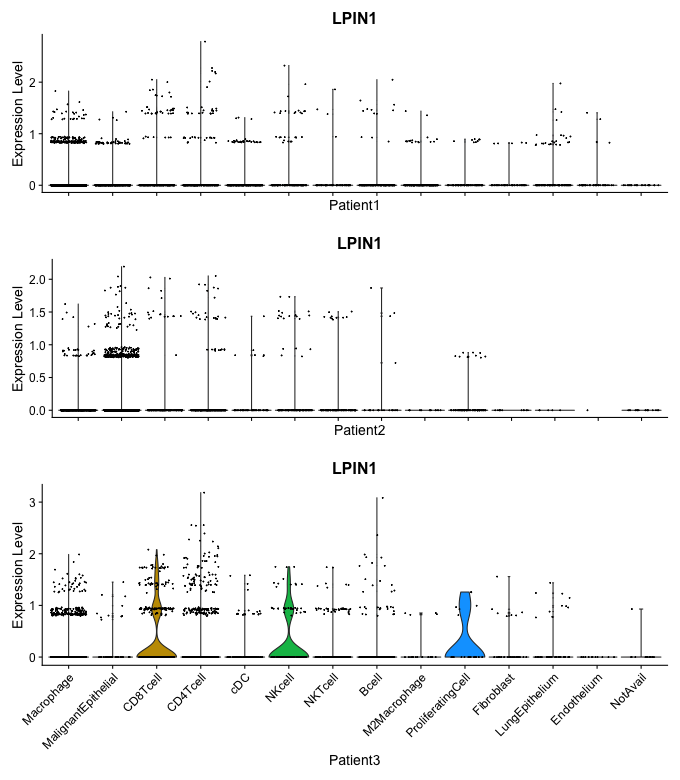 LPIN1
Expression Level
2
1
0
Patient1
LPIN1
Expression Level
2.0
1.5
1.0
0.5
0.0
Patient2
LPIN1
Expression Level
3
2
1
0
Macrophage
MalignantEpithelial
CD8Tcell
CD4Tcell
cDC
NKcell
NKTcell
Bcell
M2Macrophage
ProliferatingCell
Fibroblast
LungEpithelium
Endothelium
NotAvail
Patient3